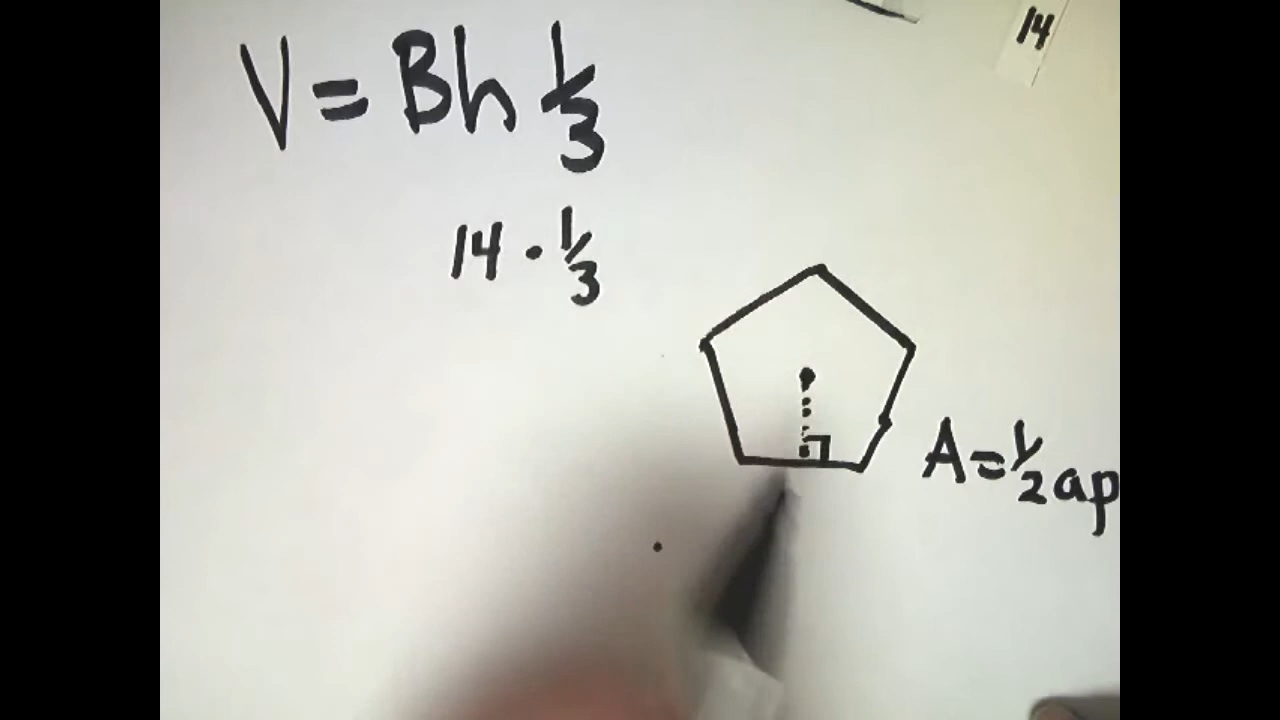 14
V = Bh 1/3
14 · 1/3
A = 1/2 ap